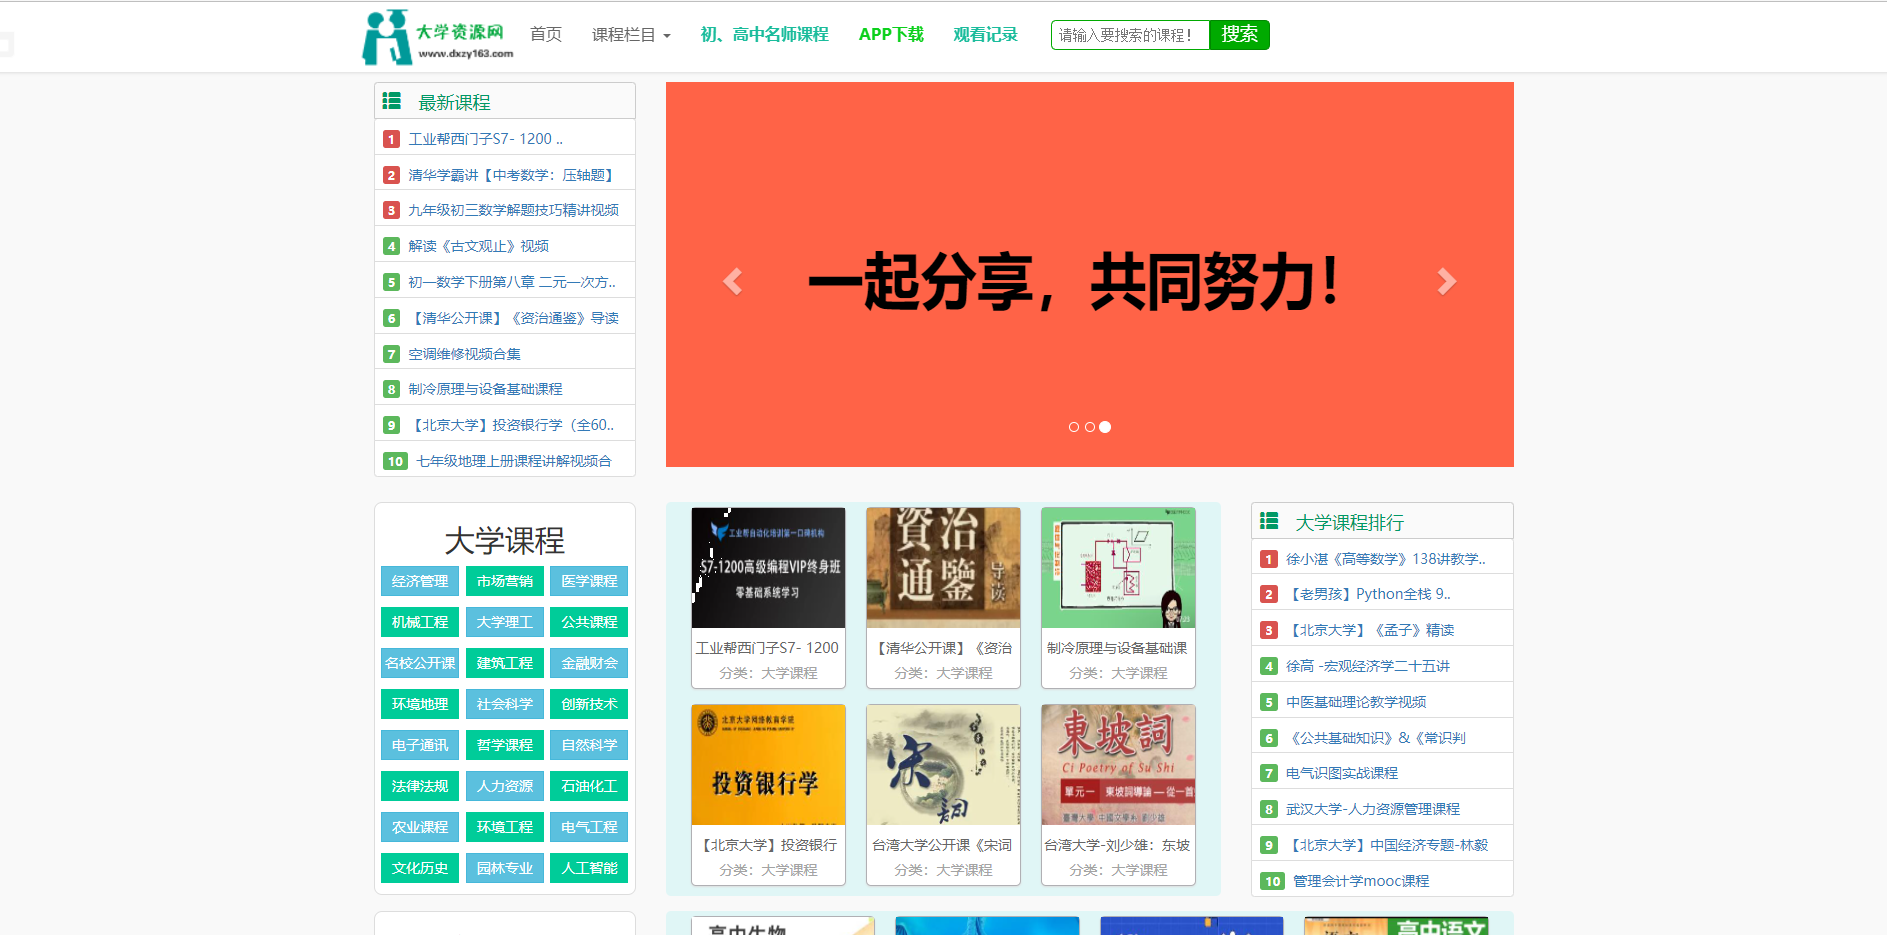 大学资源网
www.dxzy163.com
首页
课程栏目
初、高中名师课程
APP下载
观看记录
请输入要搜索的课程！
搜索
最新课程
1 工业帮西门子S7- 1200 ..
2 清华学霸讲【中考数学：压轴题】
3 九年级初三数学解题技巧精讲视频
4 解读《古文观止》视频
5 初一数学下册第八章 二元一次方..
6 【清华公开课】《资治通鉴》导读
7 空调维修视频合集
8 制冷原理与设备基础课程
9 【北京大学】投资银行学（全60..
10 七年级地理上册课程讲解视频合
一起分享，共同努力！
大学课程
经济管理 市场营销 医学课程
机械工程 大学理工 公共课程
名校公开课 建筑工程 金融财会
环境地理 社会科学 创新技术
电子通讯 哲学课程 自然科学
法律法规 人力资源 石油化工
农业课程 环境工程 电气工程
文化历史 园林专业 人工智能
工业帮自动化培训第一口碑机构
S7-1200高级编程VIP终身班
零基础系统学习
工业帮西门子S7- 1200
分类：大学课程
資治
通鑒
导读
【清华公开课】《资治
分类：大学课程
制冷原理与设备基础课
分类：大学课程
北京大学网络教育学院
投资银行学
【北京大学】投资银行
分类：大学课程
宋
词
台湾大学公开课《宋词
分类：大学课程
東坡詞
Ci Poetry of Su Shi
單元一 東坡詞導論—從一首
臺灣大學 中國文學系 劉少雄
台湾大学-刘少雄：东坡
分类：大学课程
大学课程排行
1 徐小湛《高等数学》138讲教学..
2 【老男孩】Python全栈 9..
3 【北京大学】《孟子》精读
4 徐高 -宏观经济学二十五讲
5 中医基础理论教学视频
6 《公共基础知识》&《常识判
7 电气识图实战课程
8 武汉大学-人力资源管理课程
9 【北京大学】中国经济专题-林毅
10 管理会计学mooc课程
高中生物
高中语文